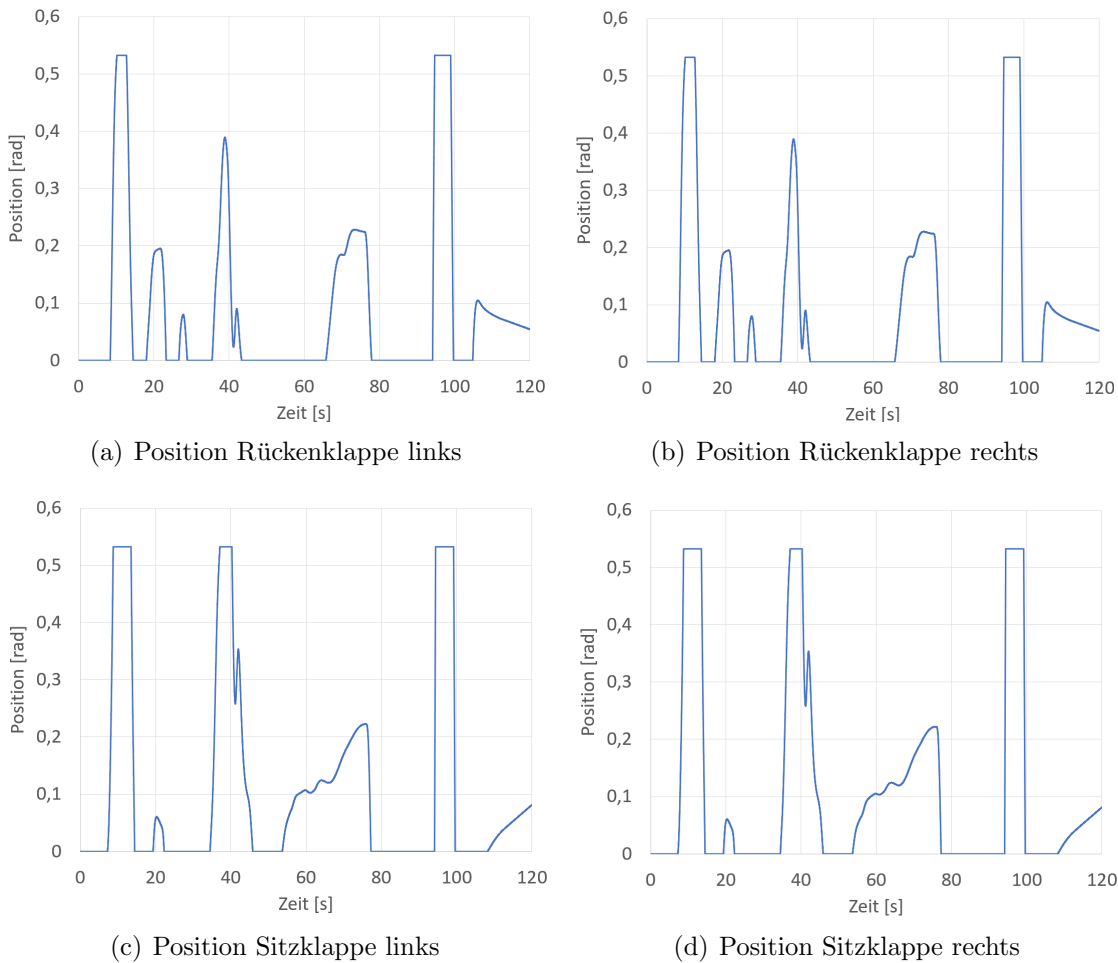 0,6
0,5
0,4
0,3
0,2
0,1
0
Position [rad]
0 20 40 60 80 100 120
Zeit [s]
(a) Position Rückenklappe links
0,6
0,5
0,4
0,3
0,2
0,1
0
Position [rad]
0 20 40 60 80 100 120
Zeit [s]
(b) Position Rückenklappe rechts
0,6
0,5
0,4
0,3
0,2
0,1
0
Position [rad]
0 20 40 60 80 100 120
Zeit [s]
(c) Position Sitzklappe links
0,6
0,5
0,4
0,3
0,2
0,1
0
Position [rad]
0 20 40 60 80 100 120
Zeit [s]
(d) Position Sitzklappe rechts